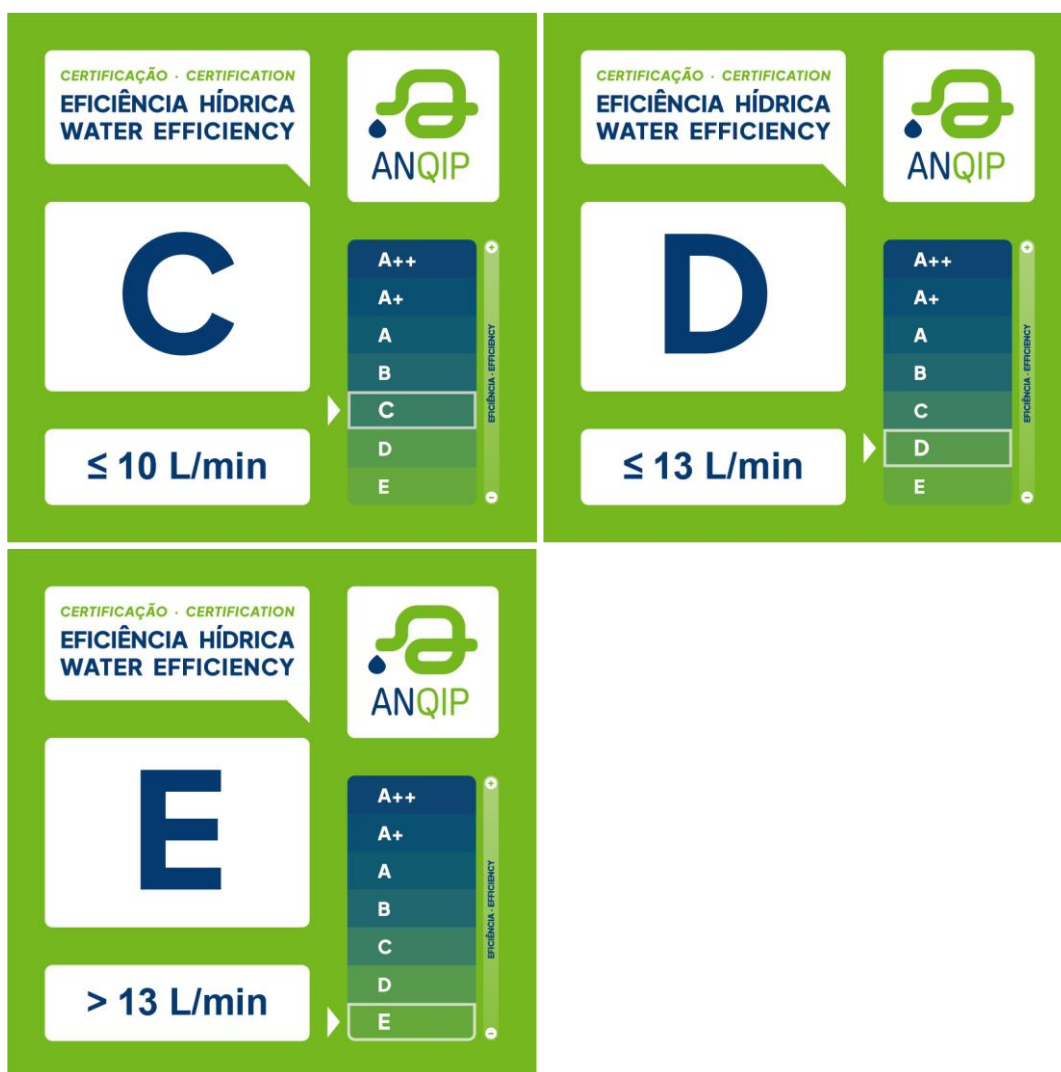 CERTIFICAÇÃO · CERTIFICATION
EFICIÊNCIA HÍDRICA
WATER EFFICIENCY
ANQIP
C
A++
A+
A
B
C
D
E
+
EFICIÊNCIA · EFFICIENCY
−
≤ 10 L/min
CERTIFICAÇÃO · CERTIFICATION
EFICIÊNCIA HÍDRICA
WATER EFFICIENCY
ANQIP
D
A++
A+
A
B
C
D
E
+
EFICIÊNCIA · EFFICIENCY
−
≤ 13 L/min
CERTIFICAÇÃO · CERTIFICATION
EFICIÊNCIA HÍDRICA
WATER EFFICIENCY
ANQIP
E
A++
A+
A
B
C
D
E
+
EFICIÊNCIA · EFFICIENCY
−
> 13 L/min